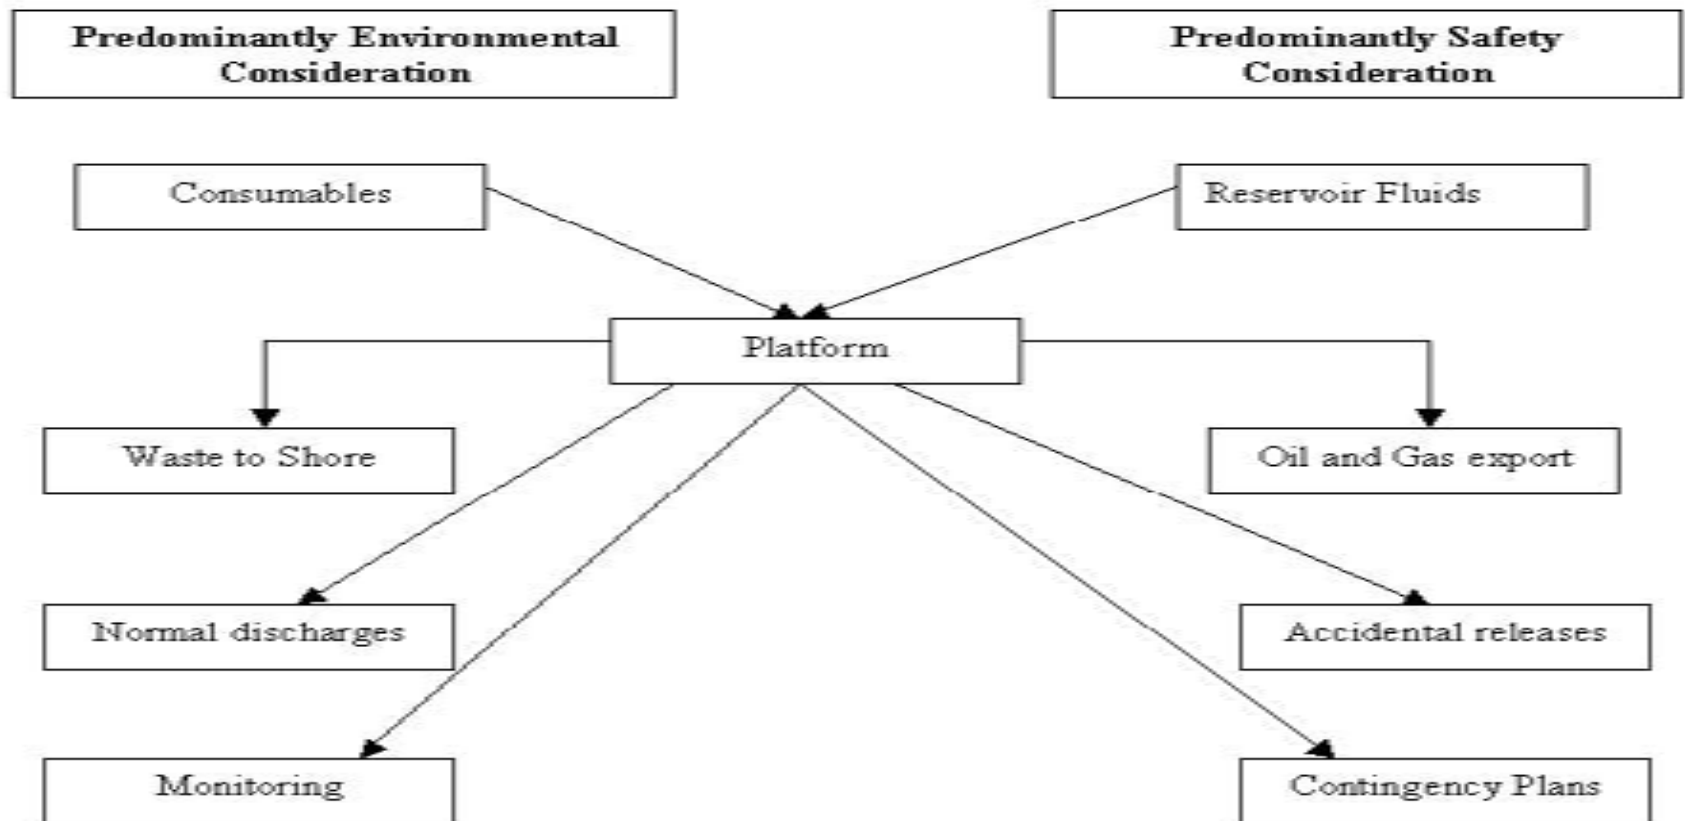 Predominantly Environmental
Consideration
Predominantly Safety
Consideration
Consumables
Reservoir Fluids
Platform
Waste to Shore
Oil and Gas export
Normal discharges
Accidental releases
Monitoring
Contingency Plans